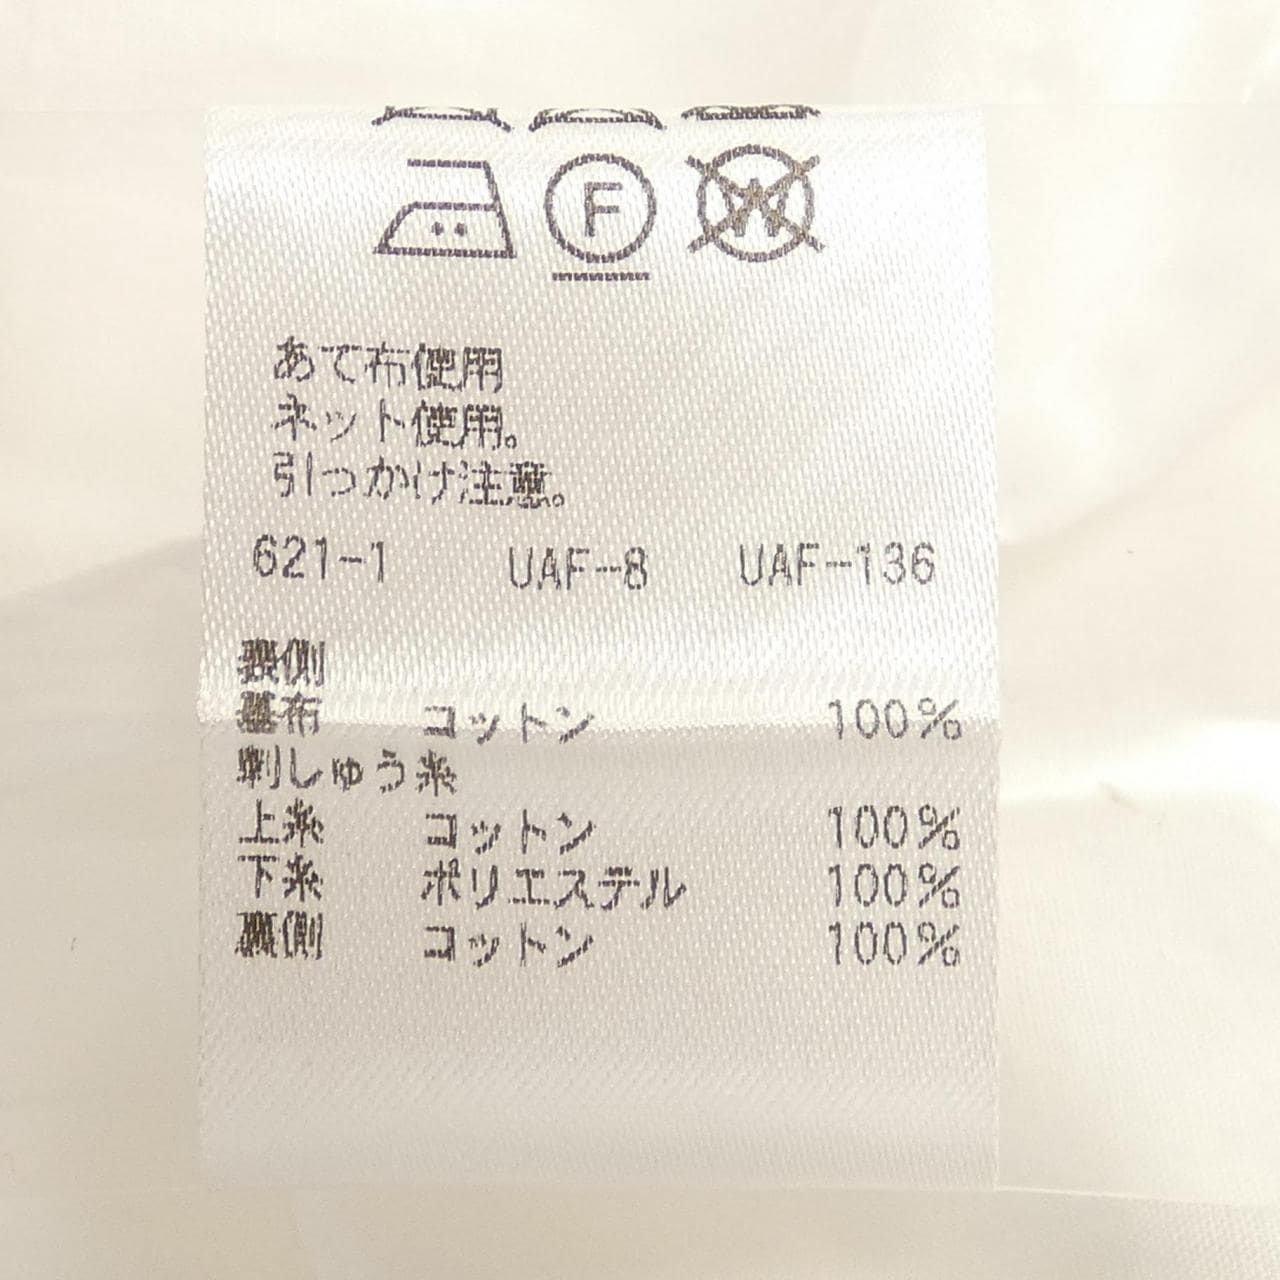 F W
あて布使用
ネット使用。
引っかけ注意。
621-1 UAF-8 UAF-136
表側
基布 コットン 100%
刺しゅう糸
上糸 コットン 100%
下糸 ポリエステル 100%
裏側 コットン 100%